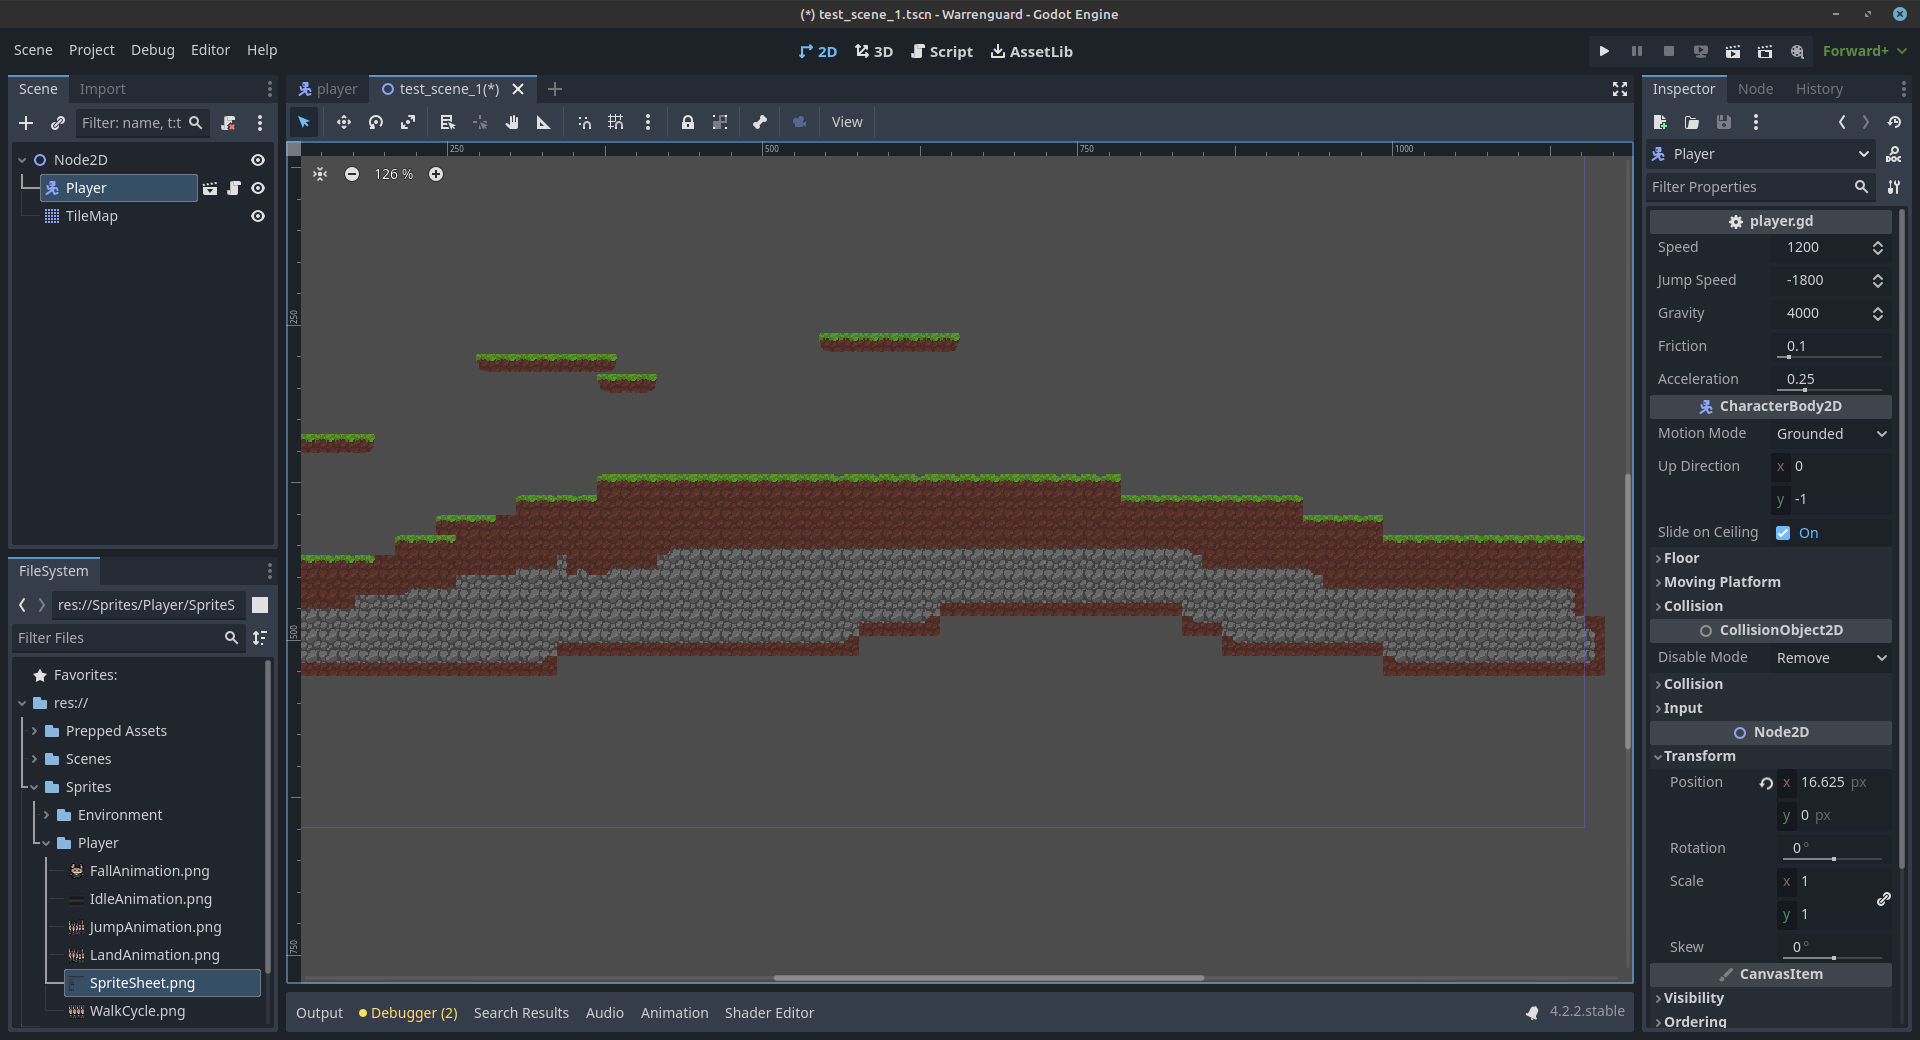 (*) test_scene_1.tscn - Warrenguard - Godot Engine
Scene Project Debug Editor Help
2D 3D Script AssetLib
Forward+
Scene Import
Filter: name, t:t
Node2D
Player
TileMap
FileSystem
res://Sprites/Player/SpriteS
Filter Files
Favorites:
res://
Prepped Assets
Scenes
Sprites
Environment
Player
FallAnimation.png
IdleAnimation.png
JumpAnimation.png
LandAnimation.png
SpriteSheet.png
WalkCycle.png
player test_scene_1(*)
View
250 500 750 1000
126 %
250
500
750
Output Debugger (2) Search Results Audio Animation Shader Editor
4.2.2.stable
Inspector Node History
Player
DOC
Filter Properties
player.gd
Speed 1200
Jump Speed -1800
Gravity 4000
Friction 0.1
Acceleration 0.25
CharacterBody2D
Motion Mode Grounded
Up Direction x 0
y -1
Slide on Ceiling On
Floor
Moving Platform
Collision
CollisionObject2D
Disable Mode Remove
Collision
Input
Node2D
Transform
Position x 16.625 px
y 0 px
Rotation 0 °
Scale x 1
y 1
Skew 0 °
CanvasItem
Visibility
Ordering